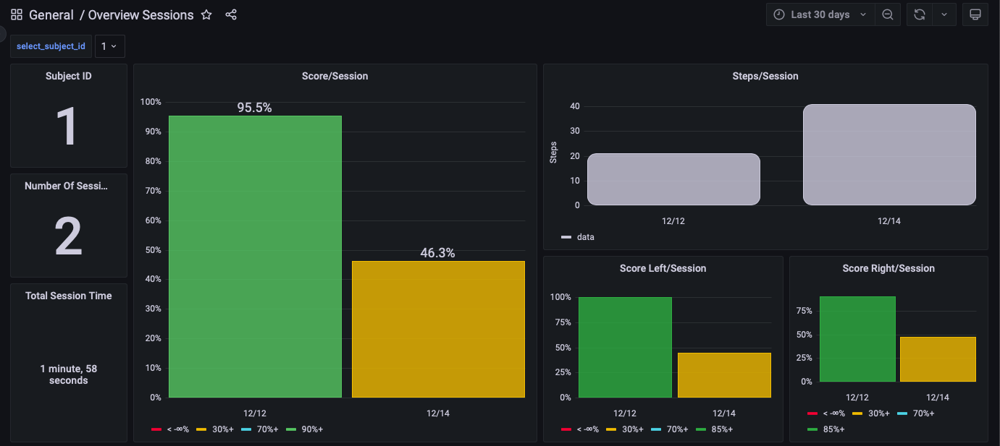 General / Overview Sessions
Last 30 days
select_subject_id 1
Subject ID
1
Number Of Sessi...
2
Total Session Time
1 minute, 58
seconds
Score/Session
100%
90%
80%
70%
60%
50%
40%
30%
20%
10%
0%
95.5%
46.3%
12/12 12/14
< -∞% 30%+ 70%+ 90%+
Steps/Session
Steps
40
30
20
10
0
12/12 12/14
data
Score Left/Session
100%
75%
50%
25%
0%
12/12 12/14
< -∞% 30%+ 70%+ 85%+
Score Right/Session
75%
50%
25%
0%
12/12 12/14
< -∞% 30%+ 70%+
85%+